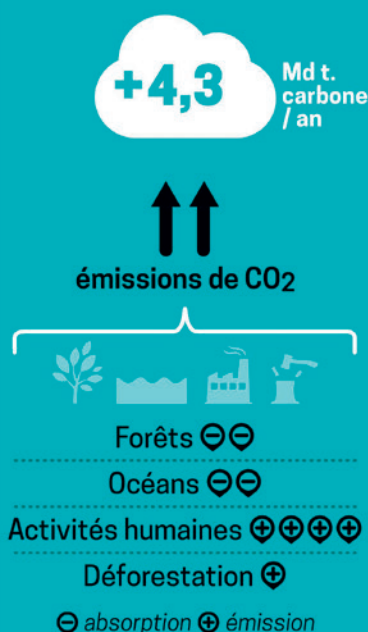 +4,3
Md t.
carbone
/ an
émissions de CO2
Forêts ⊖⊖
Océans ⊖⊖
Activités humaines ⊕⊕⊕⊕
Déforestation ⊕
⊖ absorption ⊕ émission